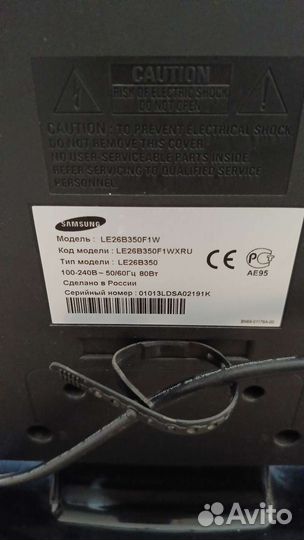 CAUTION
RISK OF ELECTRIC SHOCK
DO NOT OPEN
CAUTION : TO PREVENT ELECTRICAL SHOCK
DO NOT REMOVE THIS COVER.
NO USER-SERVICEABLE PARTS INSIDE.
REFER SERVICING TO QUALIFIED SERVICE
PERSONNEL.
SAMSUNG
Модель : LE26B350F1W
Код модели : LE26B350F1WXRU
Тип модели : LE26B350
100-240В~ 50/60Гц 80Вт
Сделано в России
Серийный номер : 01013LDSA02191K
CE
АЕ95
Avito